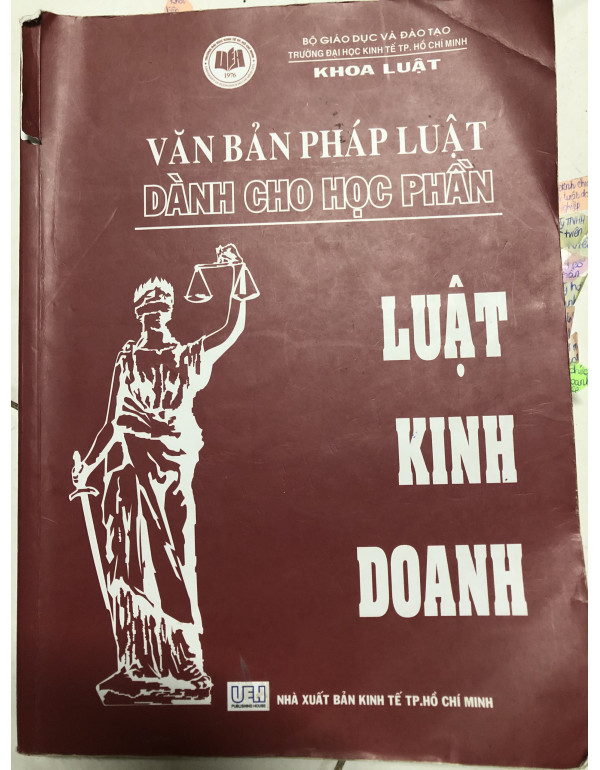 BỘ GIÁO DỤC VÀ ĐÀO TẠO
TRƯỜNG ĐẠI HỌC KINH TẾ TP. HỒ CHÍ MINH
KHOA LUẬT
UEH
1976
VĂN BẢN PHÁP LUẬT
DÀNH CHO HỌC PHẦN
LUẬT
KINH
DOANH
UEH
PUBLISHING HOUSE
NHÀ XUẤT BẢN KINH TẾ TP.HỒ CHÍ MINH